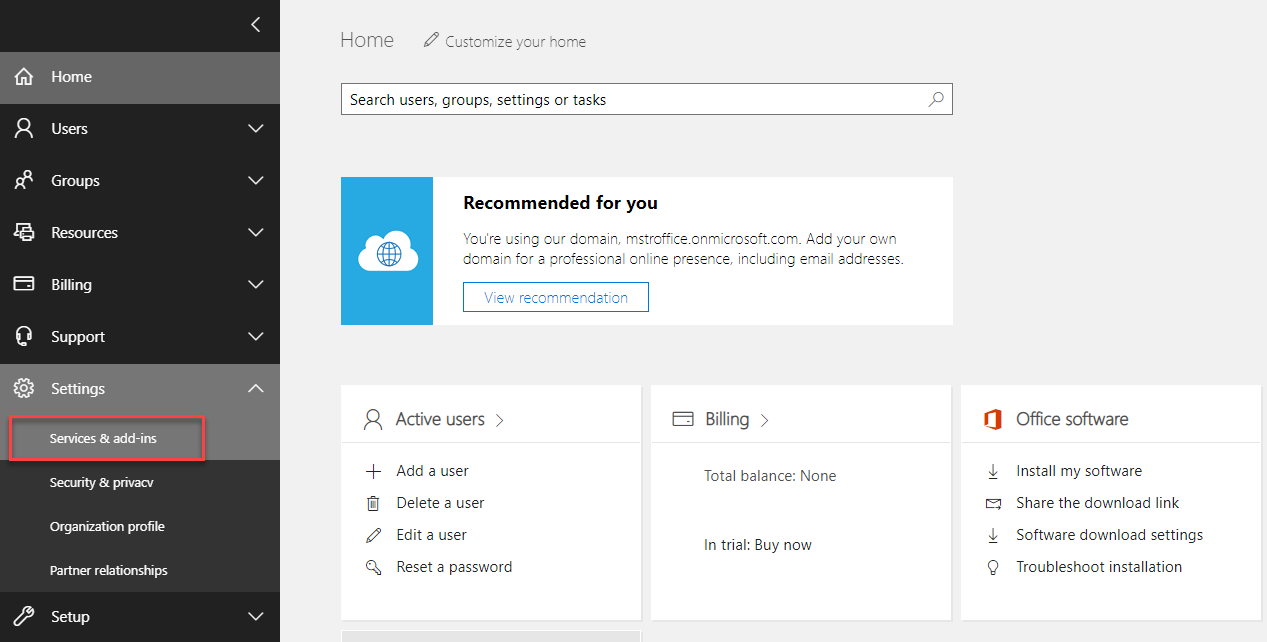 Home
Users
Groups
Resources
Billing
Support
Settings
Services & add-ins
Security & privacy
Organization profile
Partner relationships
Setup
Home
Customize your home
Search users, groups, settings or tasks
Recommended for you
You're using our domain, mstroffice.onmicrosoft.com. Add your own
domain for a professional online presence, including email addresses.
View recommendation
Active users
Add a user
Delete a user
Edit a user
Reset a password
Billing
Total balance: None
In trial: Buy now
Office software
Install my software
Share the download link
Software download settings
Troubleshoot installation